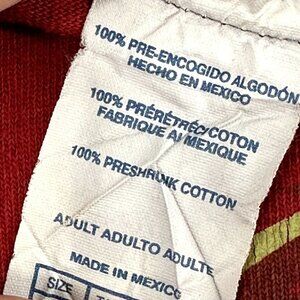 100% PRE-ENCOGIDO ALGODÓN
HECHO EN MEXICO
100% PRÉRÉTRÉCI/COTON
FABRIQUE AU MEXIQUE
100% PRESHRUNK COTTON
ADULT ADULTO ADULTE
MADE IN MEXICO
SIZE